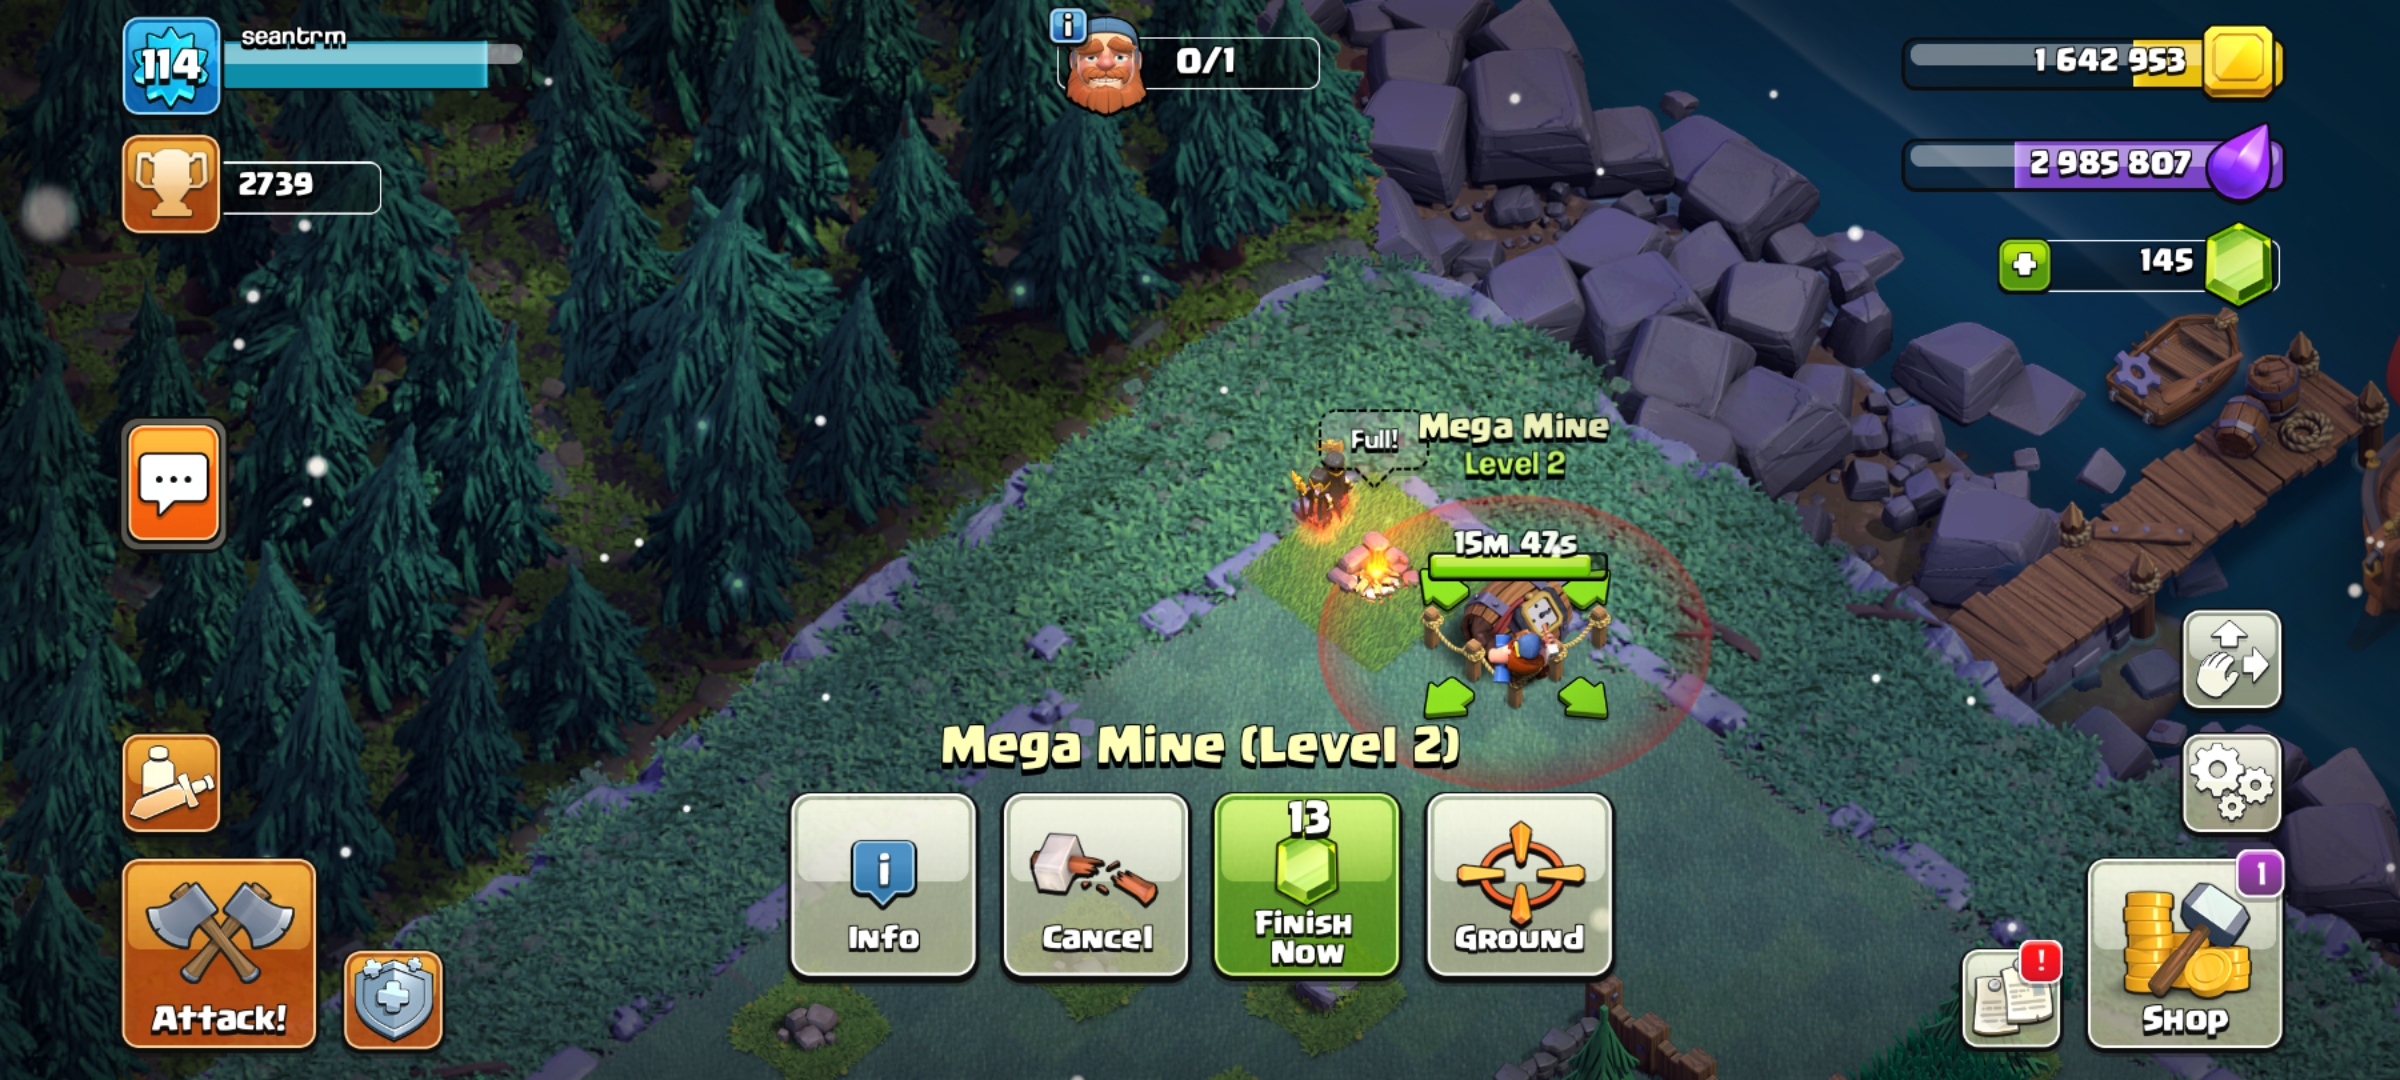 114
seantrm
0/1
1 642 953
2739
2 985 807
145
Full!
Mega Mine
Level 2
15M 47s
Mega Mine (Level 2)
Info
Cancel
13
Finish
Now
Ground
Attack!
!
1
Shop